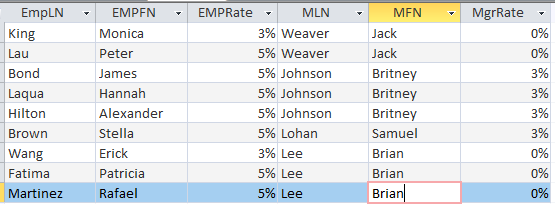 EmpLN EMPFN EMPRate MLN MFN MgrRate
King Monica 3% Weaver Jack 0%
Lau Peter 5% Weaver Jack 0%
Bond James 5% Johnson Britney 3%
Laqua Hannah 5% Johnson Britney 3%
Hilton Alexander 5% Johnson Britney 3%
Brown Stella 5% Lohan Samuel 3%
Wang Erick 3% Lee Brian 0%
Fatima Patricia 5% Lee Brian 0%
Martinez Rafael 5% Lee Brian 0%